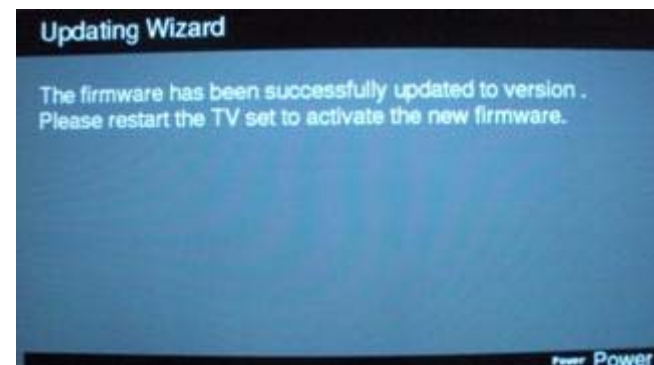 Updating Wizard
The firmware has been successfully updated to version .
Please restart the TV set to activate the new firmware.
Power Power